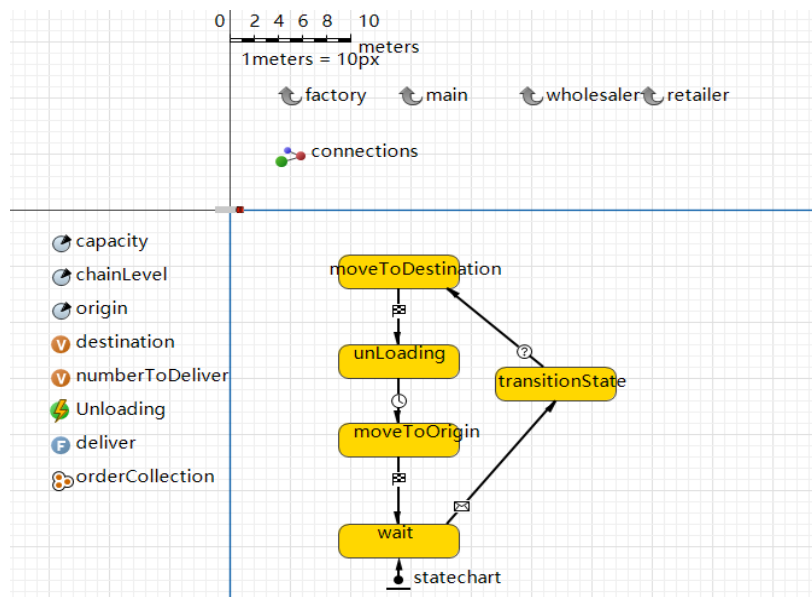 0 2 4 6 8 10
meters
1meters = 10px
factory main wholesaler retailer
connections
capacity
chainLevel
origin
destination
numberToDeliver
Unloading
deliver
orderCollection
moveToDestination
unLoading
transitionState
moveToOrigin
wait
statechart
V
V
F
?